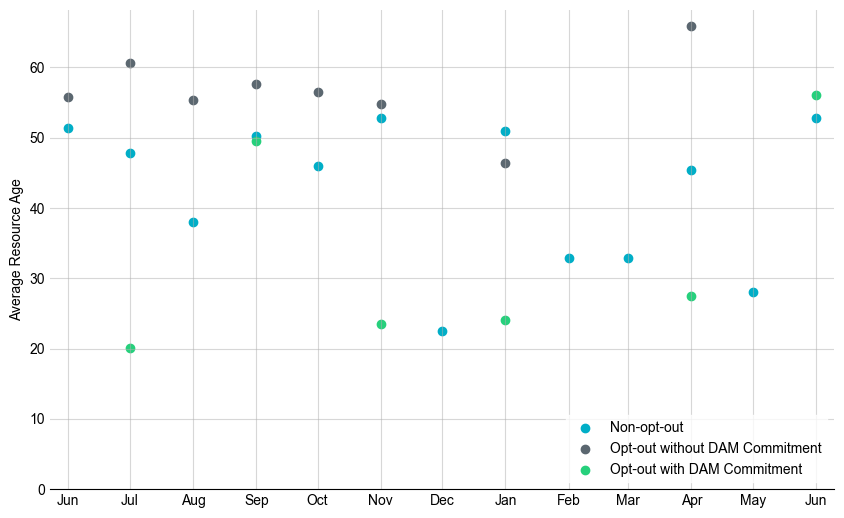 Average Resource Age
60
50
40
30
20
10
0
Non-opt-out
Opt-out without DAM Commitment
Opt-out with DAM Commitment
Jun Jul Aug Sep Oct Nov Dec Jan Feb Mar Apr May Jun